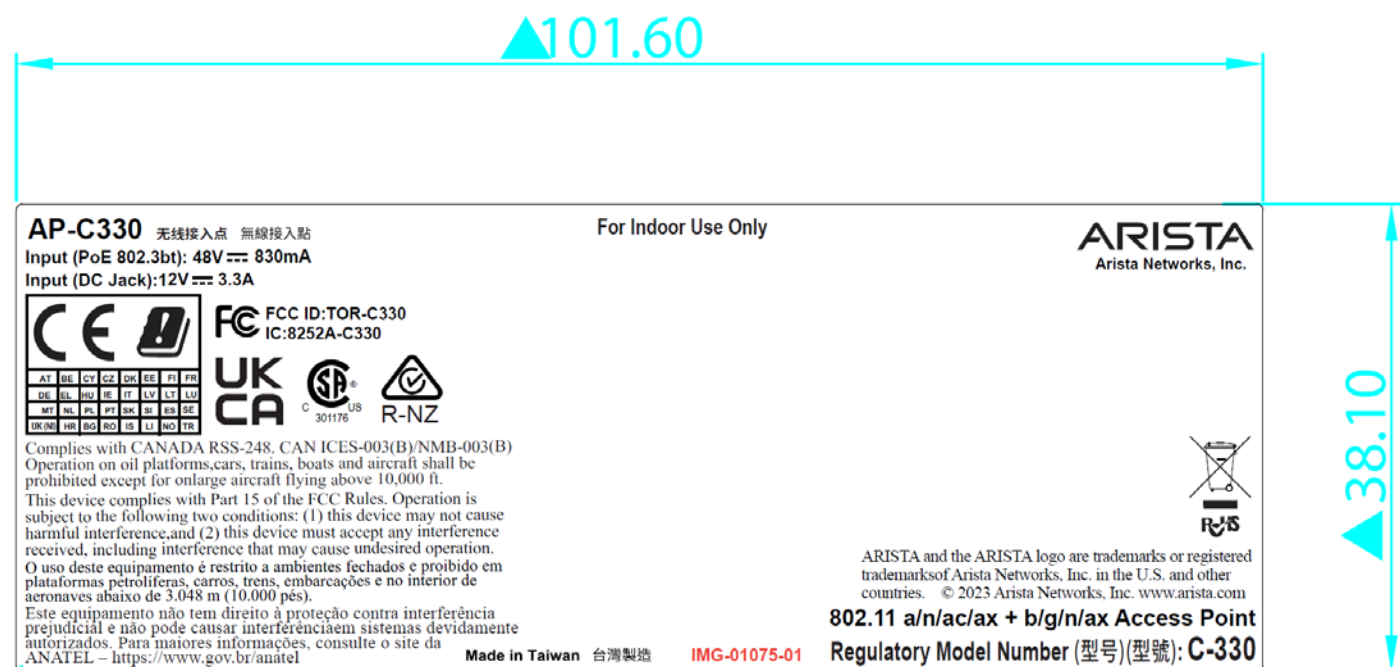 101.60
AP-C330 无线接入点 無線接入點
For Indoor Use Only
ARISTA
Input (PoE 802.3bt): 48V⎓ 830mA
Arista Networks, Inc.
Input (DC Jack):12V⎓ 3.3A
CE
FC FCC ID:TOR-C330
IC:8252A-C330
UK
CA
SA ®
C US
301176
R-NZ
AT BE CY CZ DK EE FI FR
DE EL HU IE IT LV LT LU
MT NL PL PT SK SI ES SE
UK (NI) HR BG RO IS LI NO TR
38.10
Complies with CANADA RSS-248. CAN ICES-003(B)/NMB-003(B)
Operation on oil platforms,cars, trains, boats and aircraft shall be
prohibited except for onlarge aircraft flying above 10,000 ft.
This device complies with Part 15 of the FCC Rules. Operation is
subject to the following two conditions: (1) this device may not cause
harmful interference,and (2) this device must accept any interference
received, including interference that may cause undesired operation.
O uso deste equipamento é restrito a ambientes fechados e proibido em
plataformas petrolíferas, carros, trens, embarcações e no interior de
aeronaves abaixo de 3.048 m (10.000 pés).
Este equipamento não tem direito à proteção contra interferência
prejudicial e não pode causar interferênciaem sistemas devidamente
autorizados. Para maiores informações, consulte o site da
ANATEL – https://www.gov.br/anatel
RoHS
ARISTA and the ARISTA logo are trademarks or registered
trademarksof Arista Networks, Inc. in the U.S. and other
countries. © 2023 Arista Networks, Inc. www.arista.com
802.11 a/n/ac/ax + b/g/n/ax Access Point
Made in Taiwan 台灣製造
IMG-01075-01
Regulatory Model Number (型号)(型號): C-330